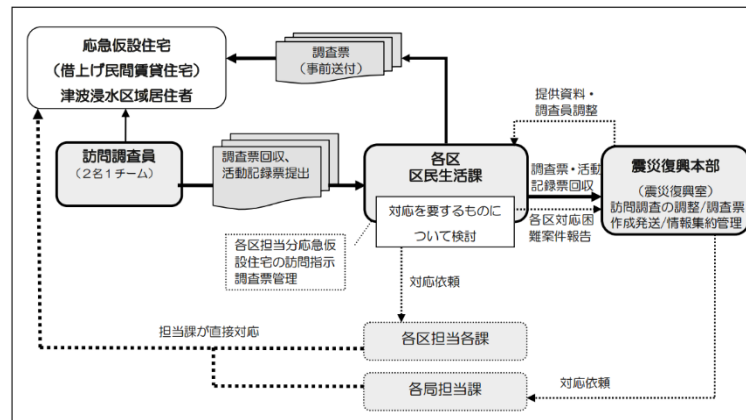 応急仮設住宅
（借上げ民間賃貸住宅）
津波浸水区域居住者
調査票
（事前送付）
提供資料・
調査員調整
訪問調査員
（２名１チーム）
調査票回収、
活動記録票提出
各区
区民生活課
調査票・活動
記録票回収
震災復興本部
（震災復興室）
訪問調査の調整/調査票
作成発送/情報集約管理
対応を要するものに
ついて検討
各区対応困
難案件報告
各区担当分応急仮
設住宅の訪問指示
調査票管理
対応依頼
担当課が直接対応
各区担当各課
各局担当課
対応依頼